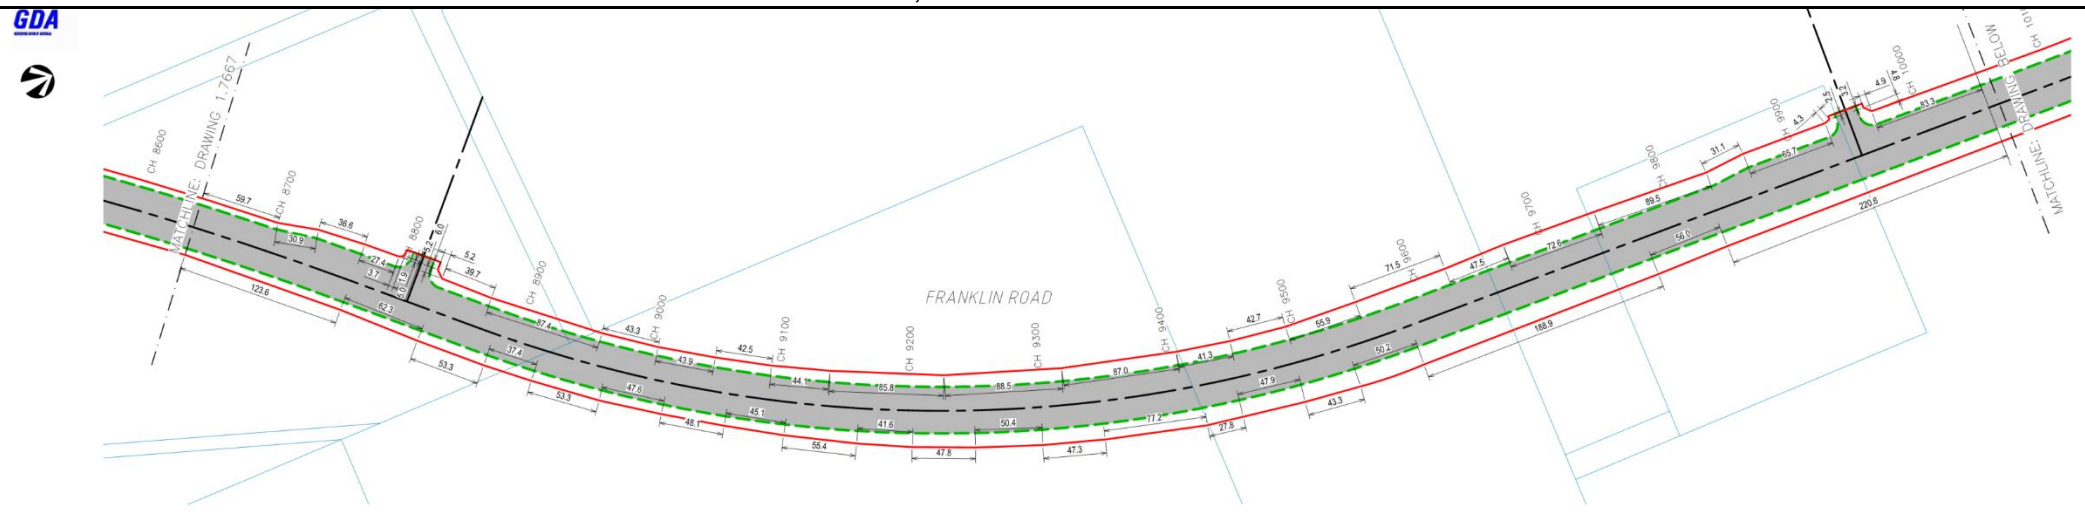 GDA
CH 8600
MATCHLINE: DRAWING 1.7667
59.7
CH 8700
30.9
36.6
27.4
3.7
CH 8800
5.0
1.9
5.2
6.0
5.2
39.7
123.6
62.3
53.3
37.4
53.3
CH 8900
87.4
47.6
43.3
CH 9000
43.9
48.1
42.5
45.1
CH 9100
44.1
55.4
85.8
41.6
CH 9200
47.8
FRANKLIN ROAD
88.5
50.4
CH 9300
47.3
87.0
77.2
CH 9400
41.3
27.8
42.7
47.9
CH 9500
55.9
43.3
50.2
71.5
CH 9600
47.5
188.9
CH 9700
72.6
56.0
89.5
CH 9800
31.1
220.6
65.7
CH 9900
4.3
2.5
3.2
4.9
4.8
CH 10000
83.3
MATCHLINE: DRAWING BELOW